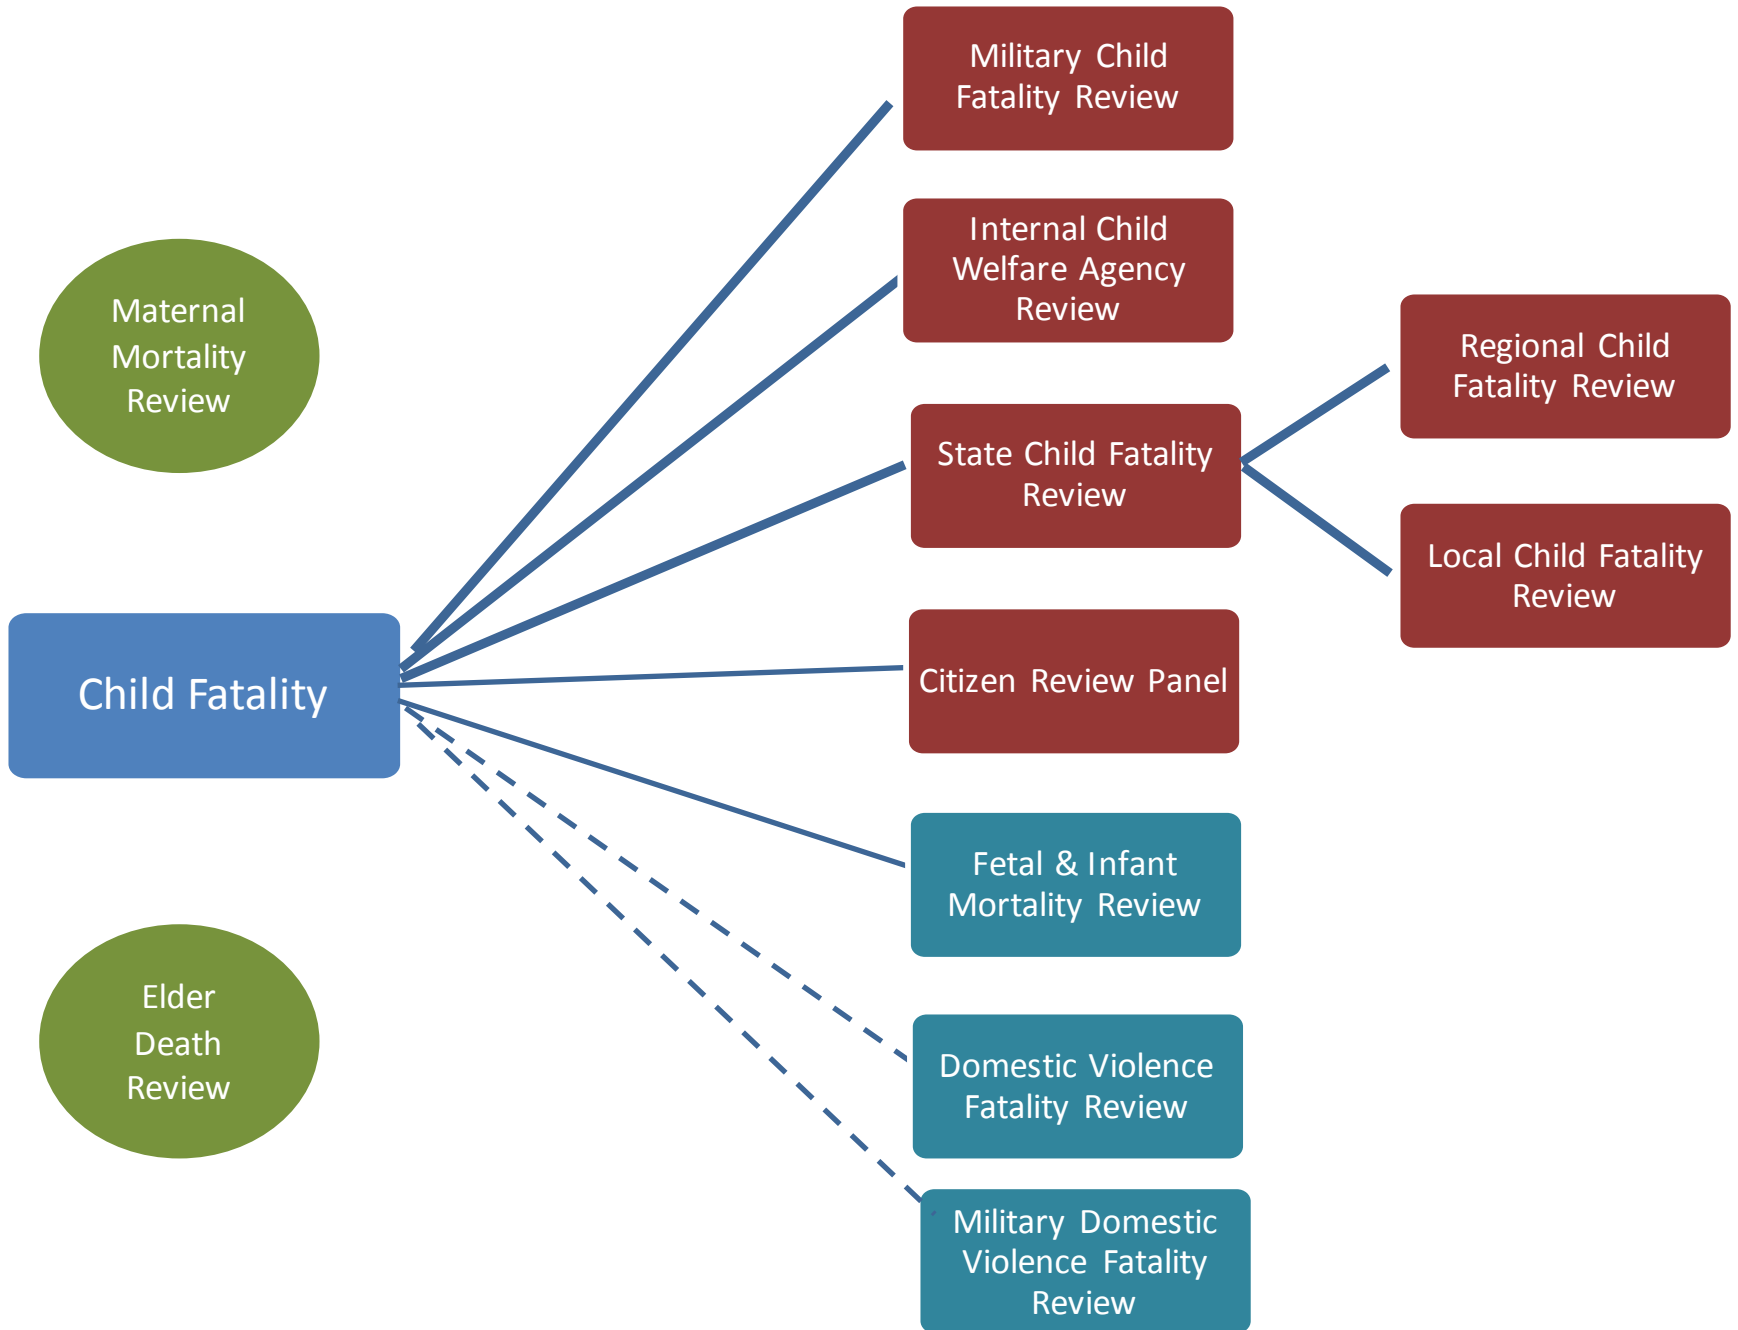 Military Child
Fatality Review
Internal Child
Welfare Agency
Review
Maternal
Mortality
Review
Regional Child
Fatality Review
State Child Fatality
Review
Local Child Fatality
Review
Child Fatality
Citizen Review Panel
Fetal & Infant
Mortality Review
Elder
Death
Review
Domestic Violence
Fatality Review
Military Domestic
Violence Fatality
Review